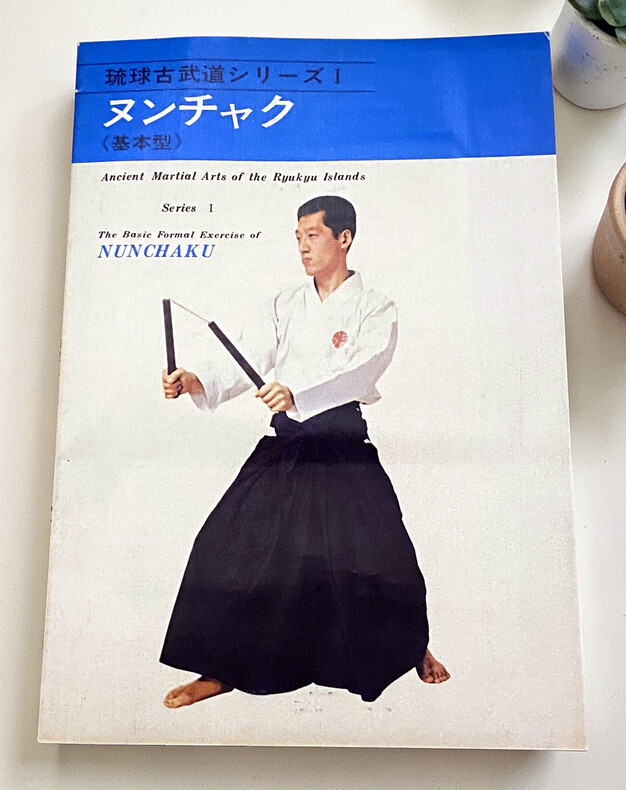 琉球古武道シリーズ I
ヌンチャク
《基本型》
Ancient Martial Arts of the Ryukyu Islands
Series I
The Basic Formal Exercise of
NUNCHAKU